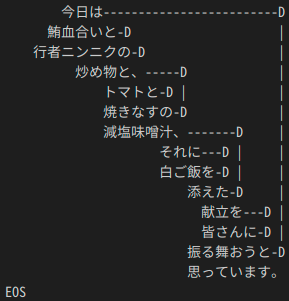 今日は-------------------------D
鮪血合いと-D |
行者ニンニクの-D |
炒め物と、-----D |
トマトと-D | |
焼きなすの-D |
減塩味噌汁、-------D |
それに---D | |
白ご飯を-D | |
添えた-D |
献立を---D |
皆さんに-D |
振る舞おうと-D
思っています。
EOS